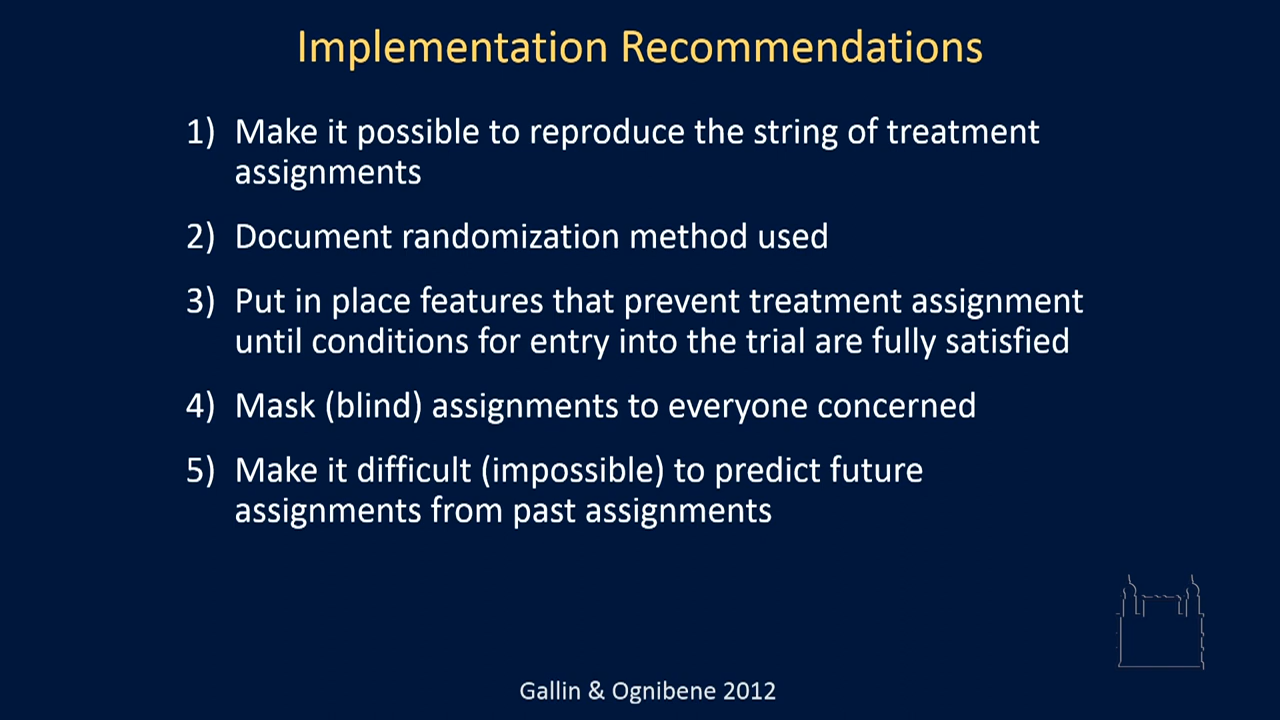 Implementation Recommendations
1) Make it possible to reproduce the string of treatment
assignments
2) Document randomization method used
3) Put in place features that prevent treatment assignment
until conditions for entry into the trial are fully satisfied
4) Mask (blind) assignments to everyone concerned
5) Make it difficult (impossible) to predict future
assignments from past assignments
Gallin & Ognibene 2012